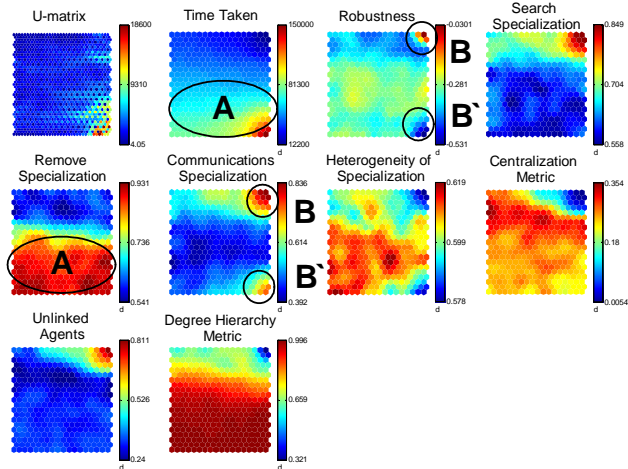 U-matrix
18600
9310
4.05
Time Taken
150000
81300
12200
d
A
Robustness
-0.0301
-0.281
-0.531
d
B
B`
Search
Specialization
0.849
0.704
0.558
d
Remove
Specialization
0.931
0.736
0.541
d
A
Communications
Specialization
0.836
0.614
0.392
d
B
B`
Heterogeneity of
Specialization
0.619
0.599
0.578
d
Centralization
Metric
0.354
0.18
0.0054
d
Unlinked
Agents
0.811
0.526
0.24
d
Degree Hierarchy
Metric
0.996
0.659
0.321
d